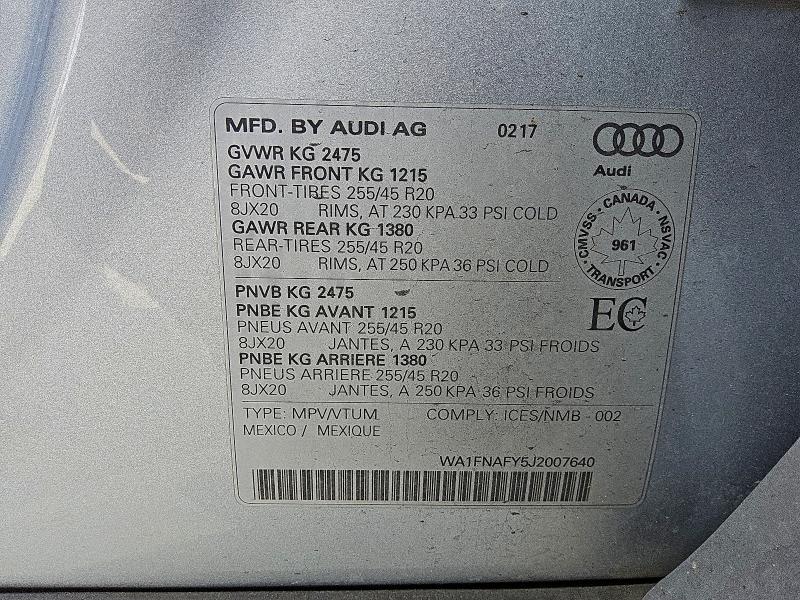 MFD. BY AUDI AG 0217
Audi
GVWR KG 2475
GAWR FRONT KG 1215
FRONT-TIRES 255/45 R20
8JX20 RIMS, AT 230 KPA 33 PSI COLD
GAWR REAR KG 1380
REAR-TIRES 255/45 R20
8JX20 RIMS, AT 250 KPA 36 PSI COLD
CMVSS · CANADA · NSVAC
961
· TRANSPORT ·
PNVB KG 2475
PNBE KG AVANT 1215
PNEUS AVANT 255/45 R20
8JX20 JANTES, A 230 KPA 33 PSI FROIDS
PNBE KG ARRIERE 1380
PNEUS ARRIERE 255/45 R20
8JX20 JANTES, A 250 KPA 36 PSI FROIDS
EC
TYPE: MPV/VTUM COMPLY: ICES/NMB - 002
MEXICO / MEXIQUE
WA1FNAFY5J2007640